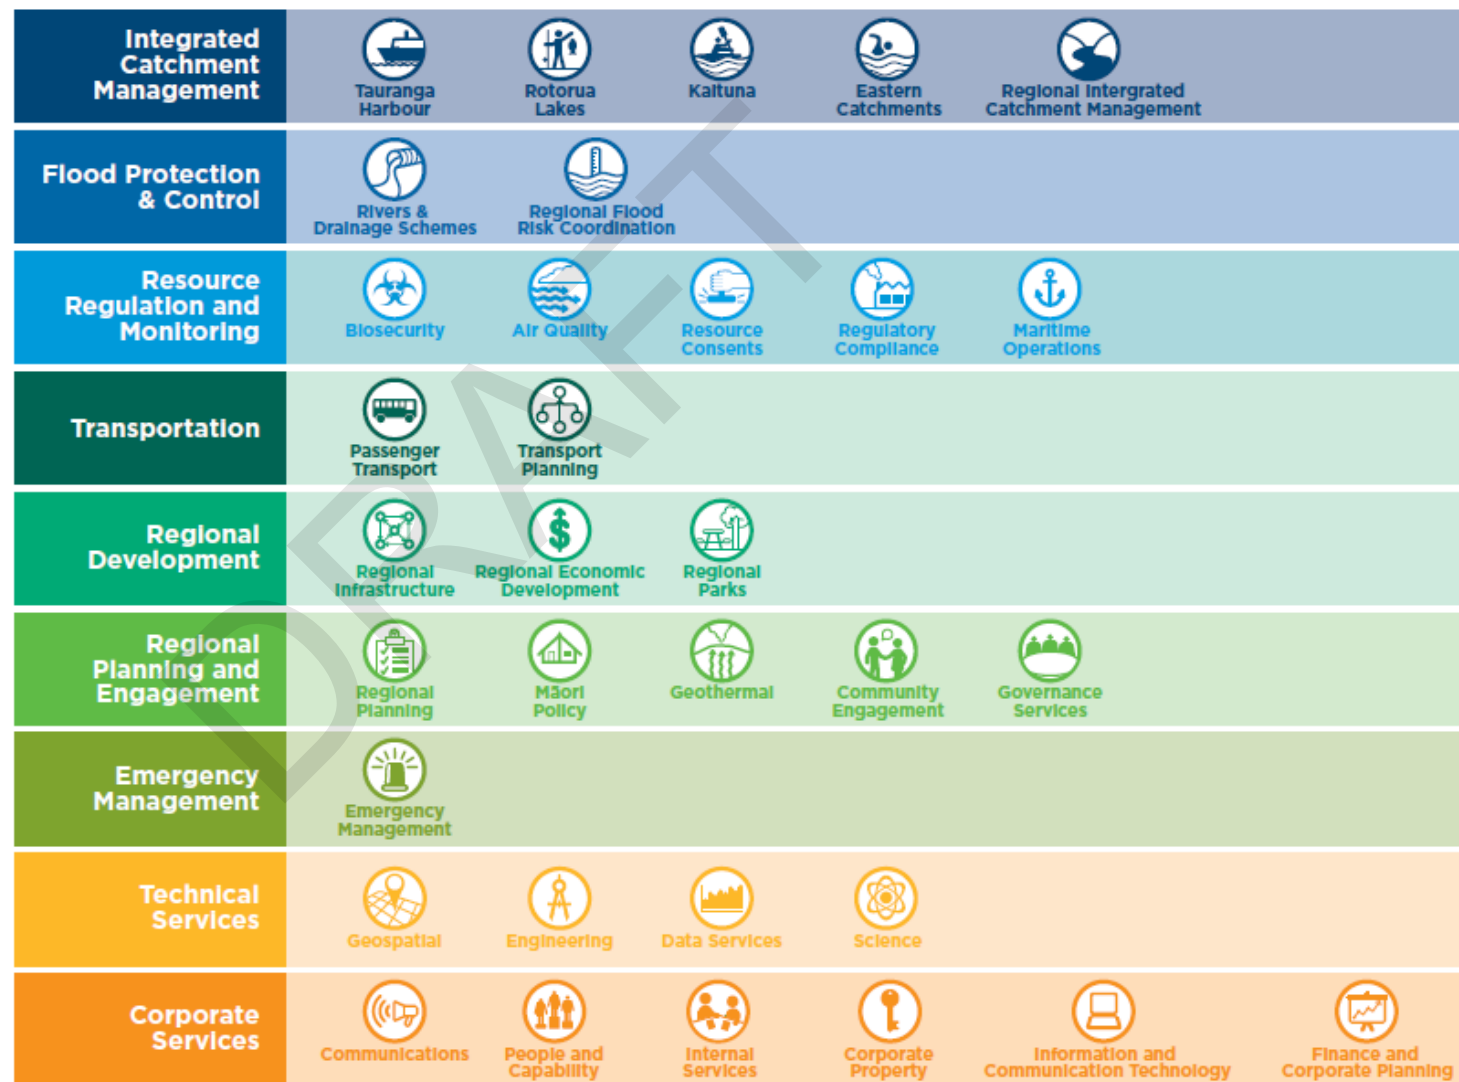 Integrated
Catchment
Management
Tauranga
Harbour
Rotorua
Lakes
Kaituna
Eastern
Catchments
Regional Intergrated
Catchment Management
Flood Protection
& Control
Rivers &
Drainage Schemes
Regional Flood
Risk Coordination
Resource
Regulation and
Monitoring
Biosecurity
Air Quality
Resource
Consents
Regulatory
Compliance
Maritime
Operations
Transportation
Passenger
Transport
Transport
Planning
Regional
Development
Regional
Infrastructure
Regional Economic
Development
Regional
Parks
Regional
Planning and
Engagement
Regional
Planning
Māori
Policy
Geothermal
Community
Engagement
Governance
Services
Emergency
Management
Emergency
Management
Technical
Services
Geospatial
Engineering
Data Services
Science
Corporate
Services
Communications
People and
Capability
Internal
Services
Corporate
Property
Information and
Communication Technology
Finance and
Corporate Planning
DRAFT